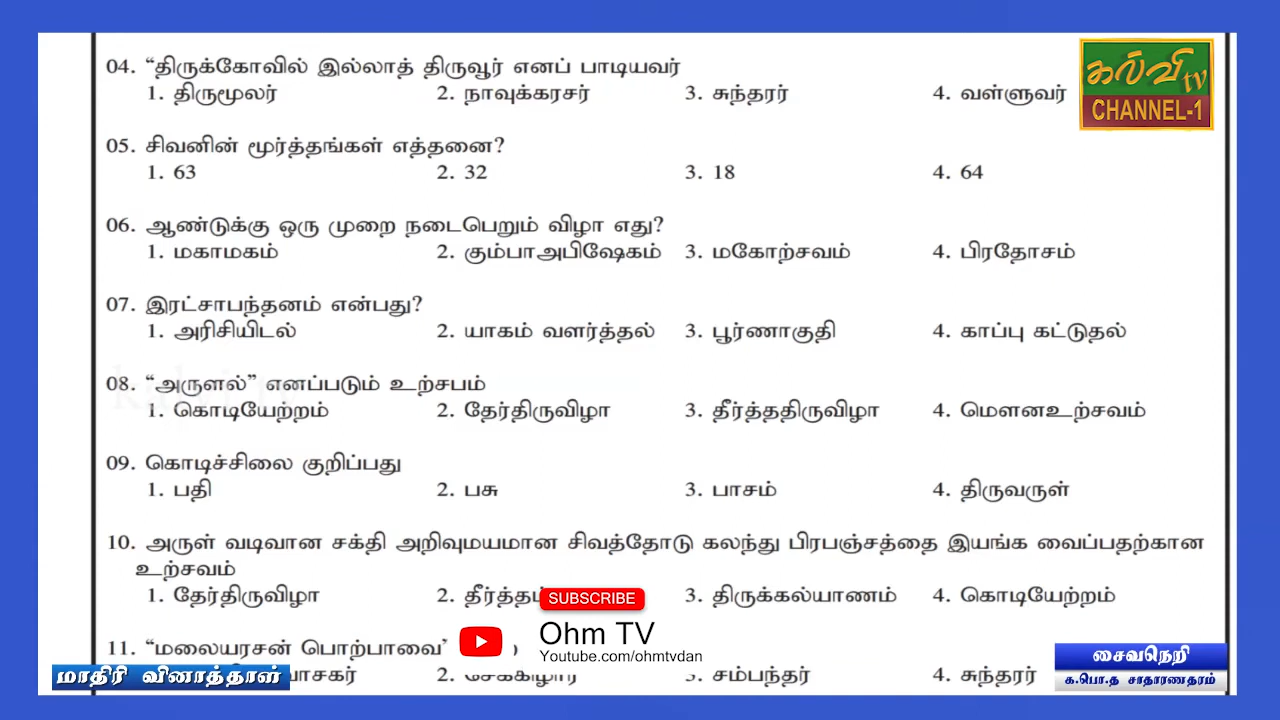 04. “திருக்கோவில் இல்லாத் திருவூர் எனப் பாடியவர்
1. திருமூலர் 2. நாவுக்கரசர் 3. சுந்தரர் 4. வள்ளுவர்
கல்வி tv
CHANNEL-1
05. சிவனின் மூர்த்தங்கள் எத்தனை?
1. 63 2. 32 3. 18 4. 64
06. ஆண்டுக்கு ஒரு முறை நடைபெறும் விழா எது?
1. மகாமகம் 2. கும்பாஅபிஷேகம் 3. மகோற்சவம் 4. பிரதோசம்
07. இரட்சாபந்தனம் என்பது?
1. அரிசியிடல் 2. யாகம் வளர்த்தல் 3. பூர்ணாகுதி 4. காப்பு கட்டுதல்
kalvi tv
08. “அருளல்” எனப்படும் உற்சபம்
1. கொடியேற்றம் 2. தேர்திருவிழா 3. தீர்த்ததிருவிழா 4. மௌனஉற்சவம்
09. கொடிச்சிலை குறிப்பது
1. பதி 2. பசு 3. பாசம் 4. திருவருள்
10. அருள் வடிவான சக்தி அறிவுமயமான சிவத்தோடு கலந்து பிரபஞ்சத்தை இயங்க வைப்பதற்கான
உற்சவம்
1. தேர்திருவிழா 2. 3. திருக்கல்யாணம் 4. கொடியேற்றம்
SUBSCRIBE
Ohm TV
Youtube.com/ohmtvdan
11. “மலையரசன் பொற்பாவை’
2. 3. சம்பந்தர் 4. சுந்தரர்
மாதிரி வினாத்தாள்
சைவநெறி
க.பொ.த சாதாரணதரம்